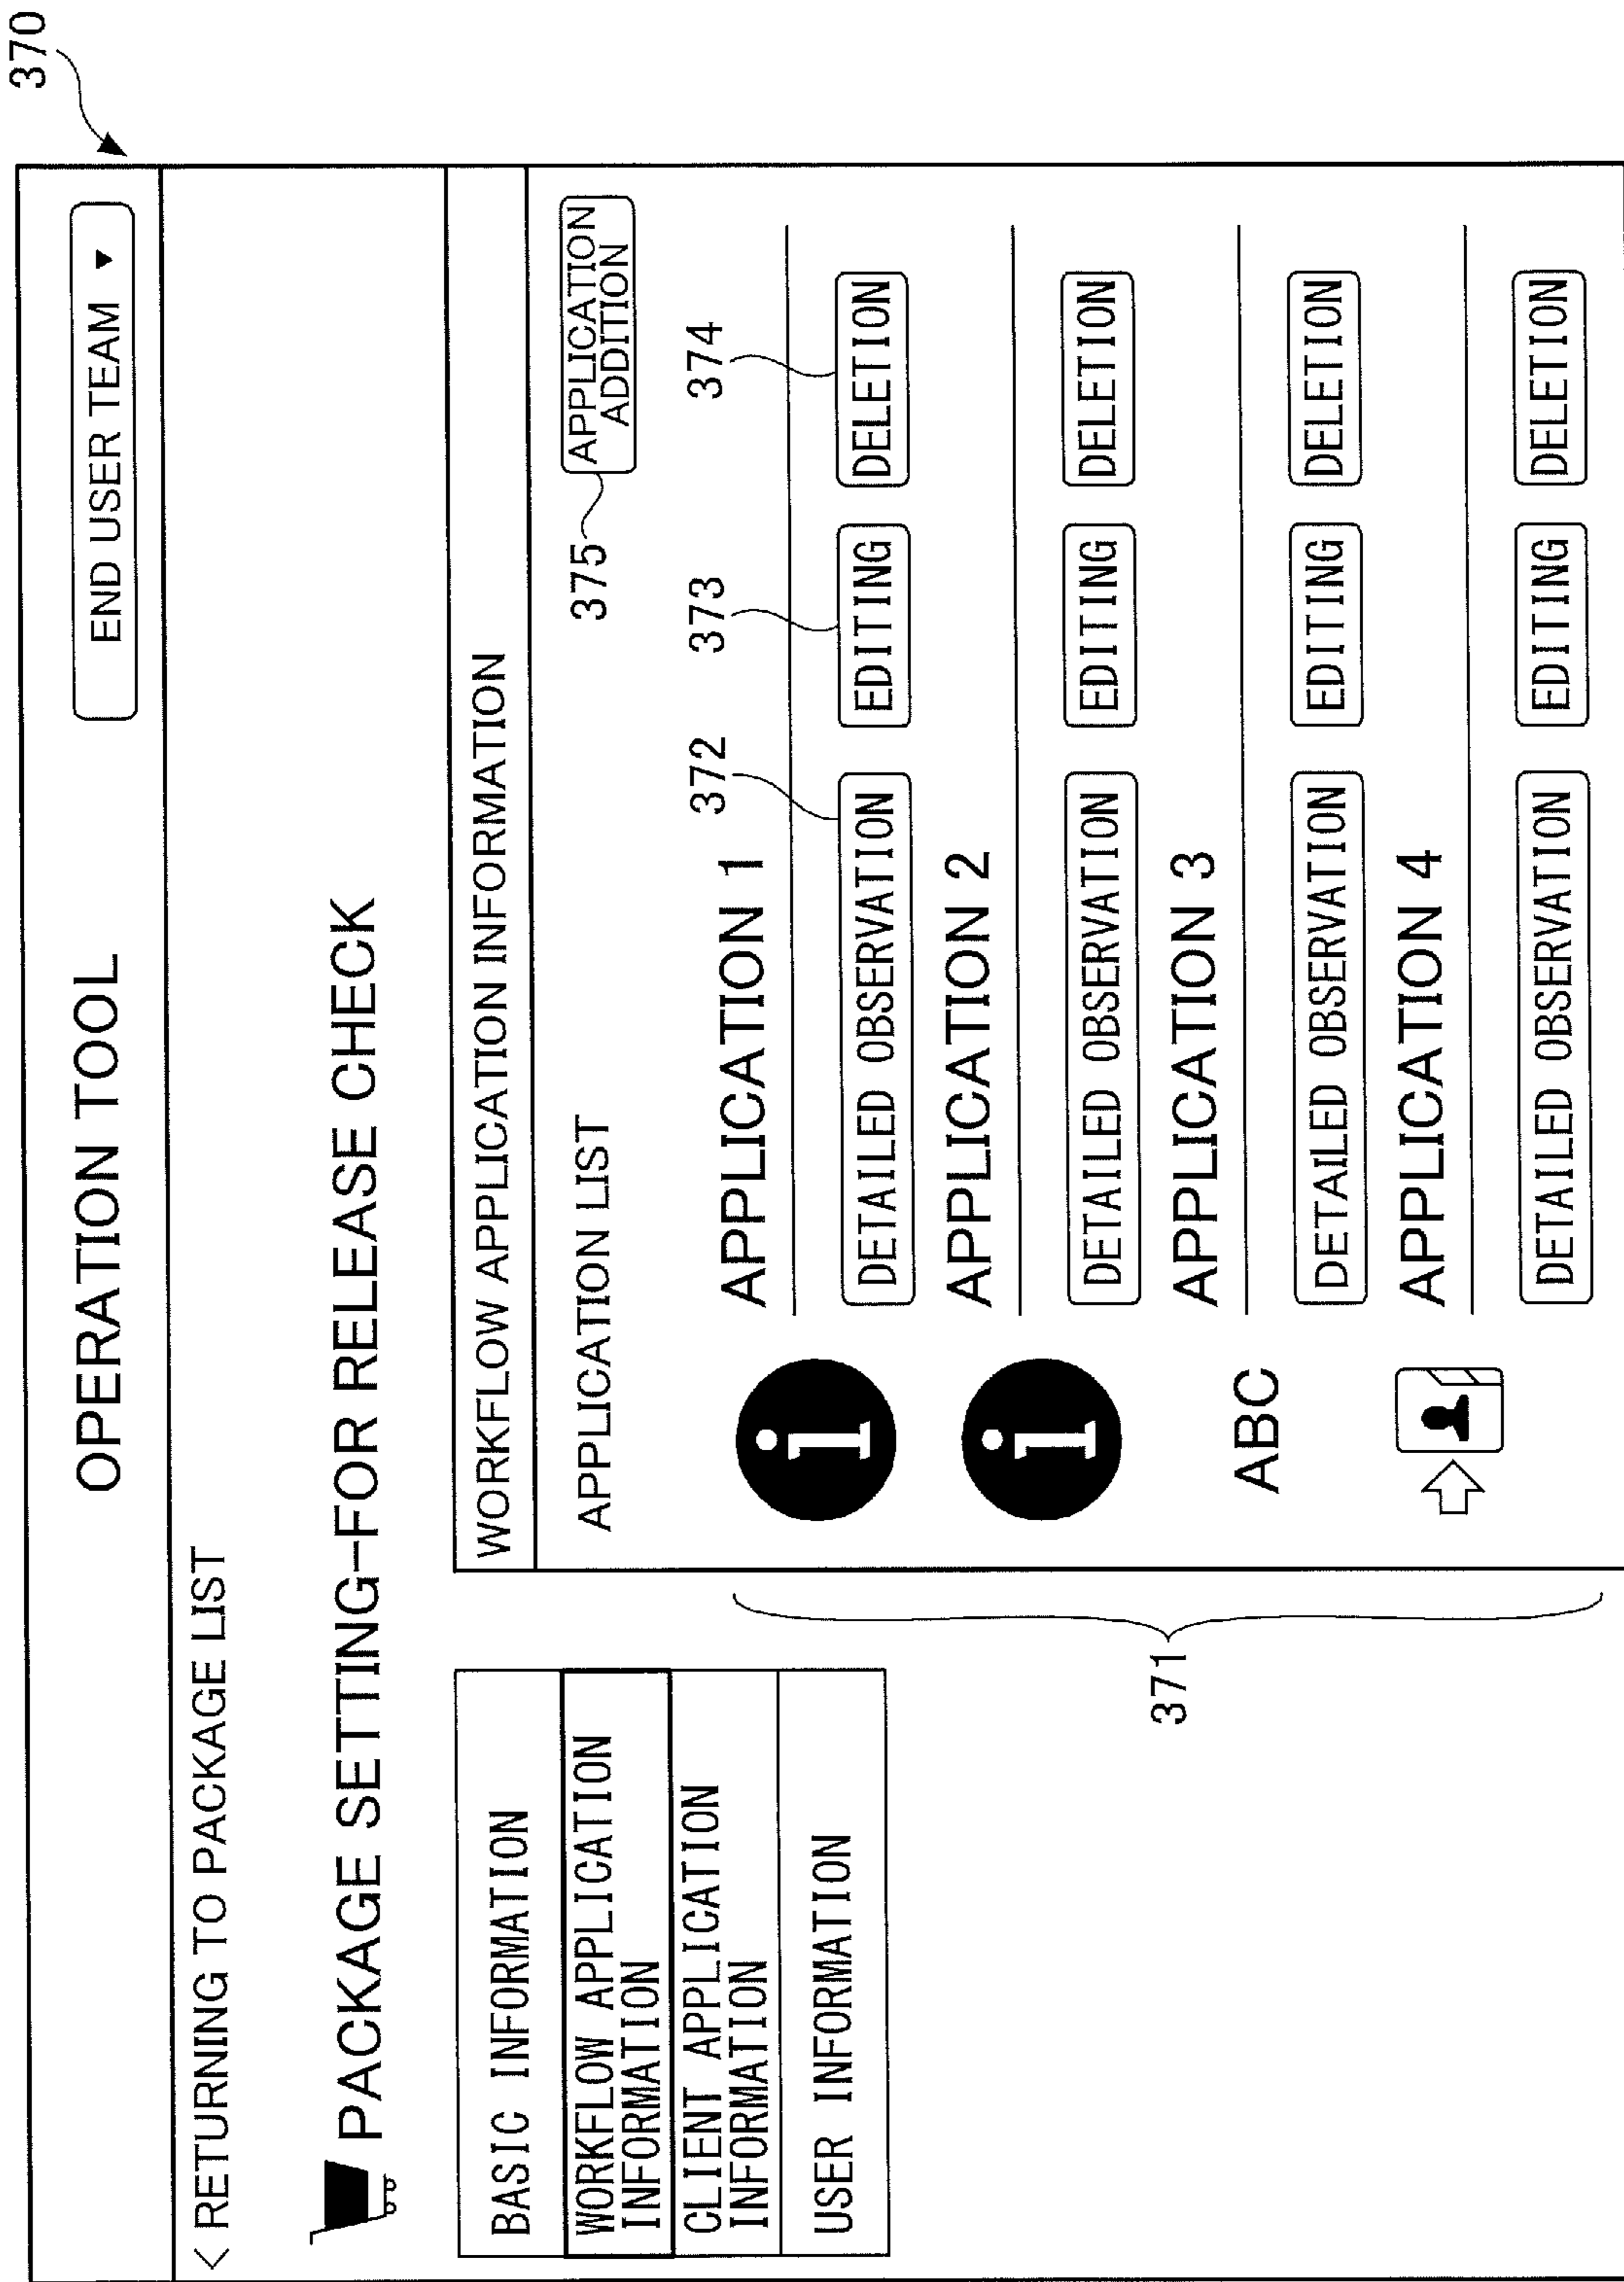 370
OPERATION TOOL
END USER TEAM ▼
< RETURNING TO PACKAGE LIST
PACKAGE SETTING-FOR RELEASE CHECK
BASIC INFORMATION
WORKFLOW APPLICATION
INFORMATION
CLIENT APPLICATION
INFORMATION
USER INFORMATION
WORKFLOW APPLICATION INFORMATION
APPLICATION LIST
375
APPLICATION
ADDITION
371
i
APPLICATION 1
372
373
374
DETAILED OBSERVATION
EDITING
DELETION
i
APPLICATION 2
DETAILED OBSERVATION
EDITING
DELETION
ABC
APPLICATION 3
DETAILED OBSERVATION
EDITING
DELETION
APPLICATION 4
DETAILED OBSERVATION
EDITING
DELETION